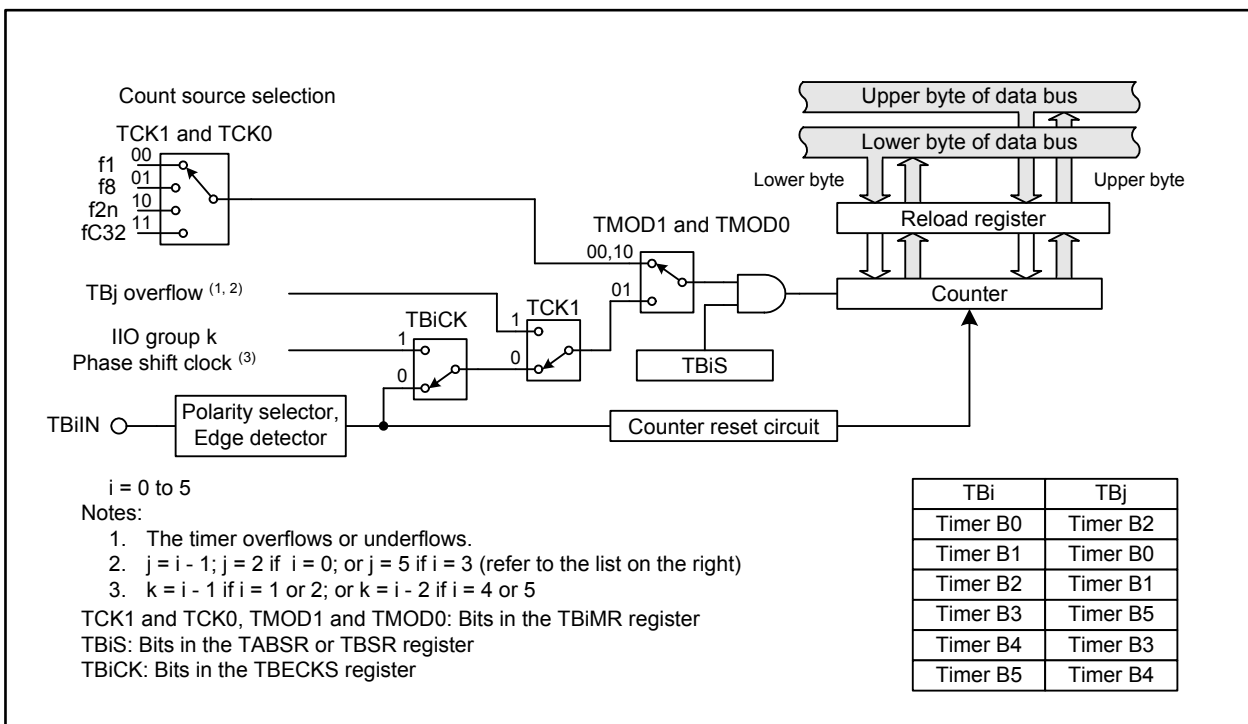 Count source selection
TCK1 and TCK0
f1 00
f8 01
f2n 10
fC32 11
TBj overflow (1, 2)
IIO group k
Phase shift clock (3)
TBiIN
Polarity selector,
Edge detector
TBiCK
1
0
TCK1
1
0
TMOD1 and TMOD0
00,10
01
TBiS
Counter reset circuit
Upper byte of data bus
Lower byte of data bus
Lower byte
Upper byte
Reload register
Counter
i = 0 to 5
Notes:
1. The timer overflows or underflows.
2. j = i - 1; j = 2 if i = 0; or j = 5 if i = 3 (refer to the list on the right)
3. k = i - 1 if i = 1 or 2; or k = i - 2 if i = 4 or 5
TCK1 and TCK0, TMOD1 and TMOD0: Bits in the TBiMR register
TBiS: Bits in the TABSR or TBSR register
TBiCK: Bits in the TBECKS register
TBi TBj
Timer B0 Timer B2
Timer B1 Timer B0
Timer B2 Timer B1
Timer B3 Timer B5
Timer B4 Timer B3
Timer B5 Timer B4